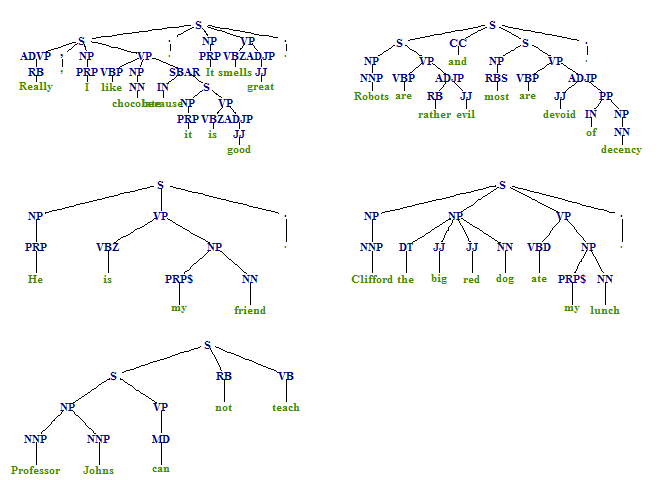 S
S : NP VP .
ADVP , NP VP PRP VBZ ADJP .
RB , PRP VBP NP SBAR It smells JJ
Really I like NN IN S great
chocolate because NP VP
PRP VBZ ADJP
it is JJ
good
S
S CC S .
NP VP and NP VP .
NNP VBP ADJP RBS VBP ADJP
Robots are RB JJ most are JJ PP
rather evil devoid IN NP
of NN
decency
S
NP VP .
PRP VBZ NP .
He is PRP$ NN
my friend
S
NP NP VP .
NNP DT JJ JJ NN VBD NP .
Clifford the big red dog ate PRP$ NN
my lunch
S
S RB VB
NP VP not teach
NNP NNP MD
Professor Johns can